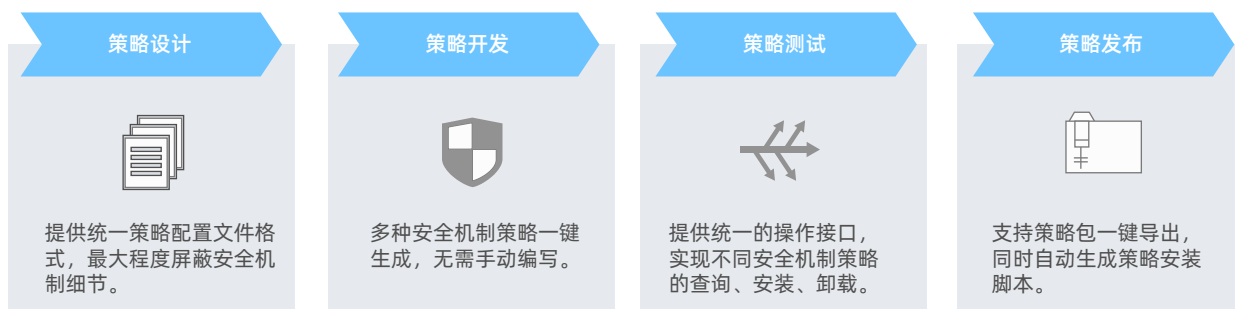 策略设计
提供统一策略配置文件格
式，最大程度屏蔽安全机
制细节。
策略开发
多种安全机制策略一键
生成，无需手动编写。
策略测试
提供统一的操作接口，
实现不同安全机制策略
的查询、安装、卸载。
策略发布
支持策略包一键导出，
同时自动生成策略安装
脚本。